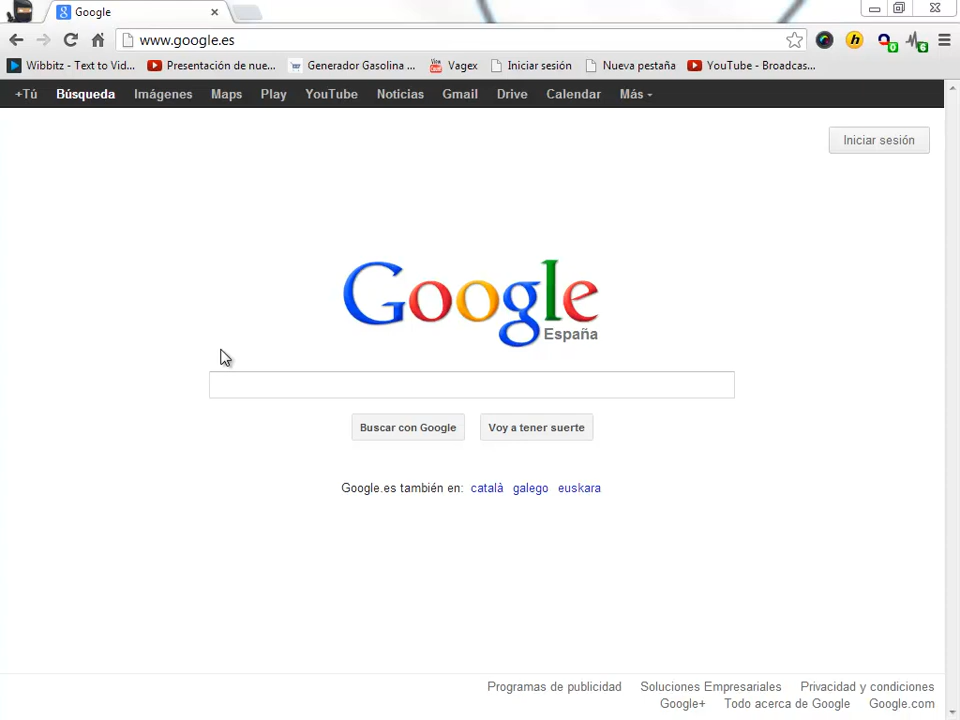 Google
www.google.es
Wibbitz - Text to Vid... Presentación de nue... Generador Gasolina ... Vagex Iniciar sesión Nueva pestaña YouTube - Broadcas...
+Tú Búsqueda Imágenes Maps Play YouTube Noticias Gmail Drive Calendar Más
Iniciar sesión
Google
España
Buscar con Google Voy a tener suerte
Google.es también en: català galego euskara
Programas de publicidad Soluciones Empresariales Privacidad y condiciones
Google+ Todo acerca de Google Google.com